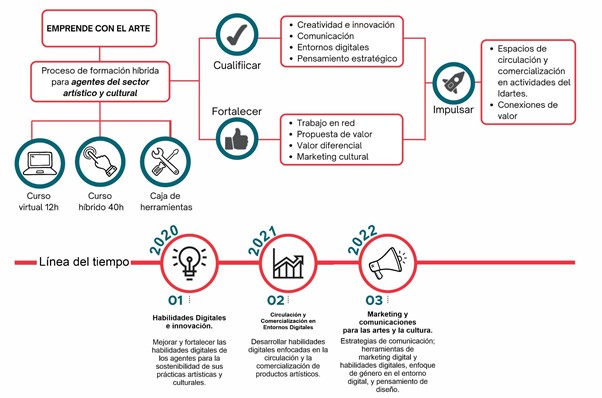 EMPRENDE CON EL ARTE
Proceso de formación híbrida
para agentes del sector
artístico y cultural
Curso
virtual 12h
Curso
híbrido 40h
Caja de
herramientas
Cualifiicar
• Creatividad e innovación
• Comunicación
• Entornos digitales
• Pensamiento estratégico
Fortalecer
• Trabajo en red
• Propuesta de valor
• Valor diferencial
• Marketing cultural
Impulsar
• Espacios de
circulación y
comercialización
en actividades del
Idartes.
• Conexiones de
valor
Línea del tiempo
2020
01
Habilidades Digitales
e innovación.
Mejorar y fortalecer las
habilidades digitales de
los agentes para la
sostenibilidad de sus
prácticas artísticas y
culturales.
2021
02
Circulación y
Comercialización en
Entornos Digitales
Desarrollar habilidades
digitales enfocadas en la
circulación y la
comercialización de
productos artísticos.
2022
03
Marketing y
comunicaciones
para las artes y la cultura.
Estrategias de comunicación;
herramientas de
marketing digital y
habilidades digitales, enfoque
de género en el entorno
digital, y pensamiento de
diseño.